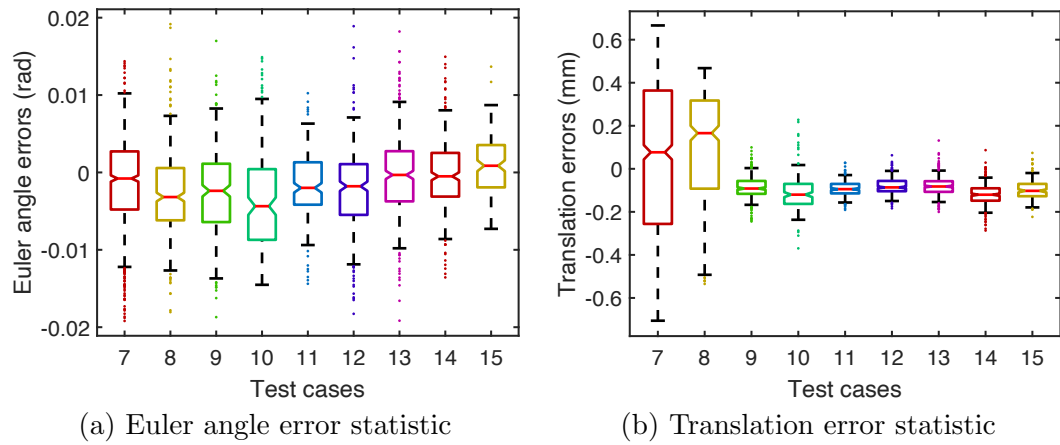 Euler angle errors (rad)
0.02
0.01
0
-0.01
-0.02
7 8 9 10 11 12 13 14 15
Test cases
(a) Euler angle error statistic
Translation errors (mm)
0.6
0.4
0.2
0
-0.2
-0.4
-0.6
7 8 9 10 11 12 13 14 15
Test cases
(b) Translation error statistic